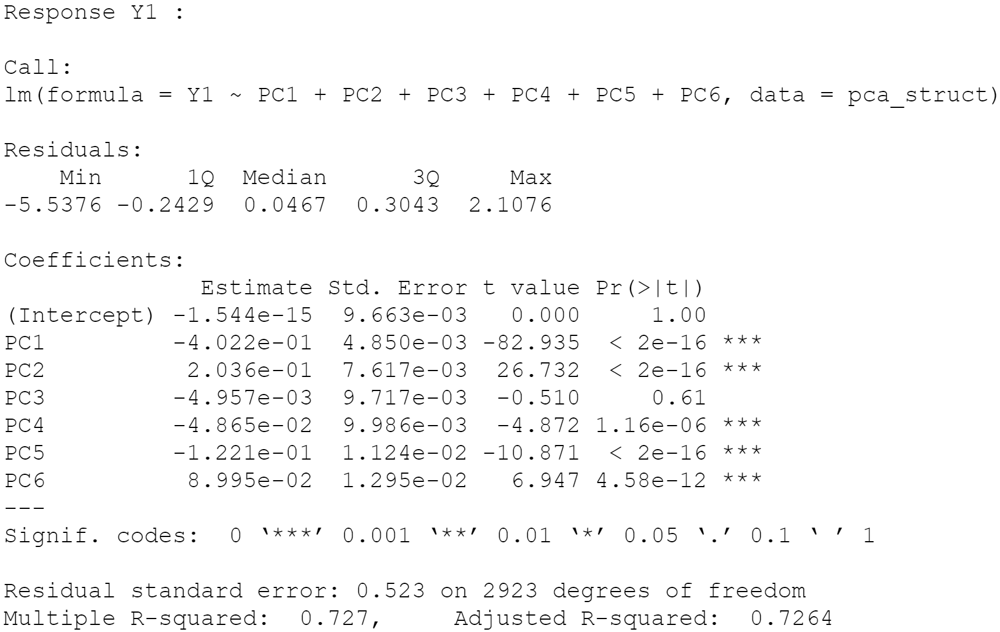 Response Y1 :
Call:
lm(formula = Y1 ~ PC1 + PC2 + PC3 + PC4 + PC5 + PC6, data = pca_struct)
Residuals:
    Min      1Q  Median      3Q     Max
-5.5376 -0.2429  0.0467  0.3043  2.1076
Coefficients:
              Estimate Std. Error t value Pr(>|t|)
(Intercept) -1.544e-15  9.663e-03   0.000     1.00
PC1         -4.022e-01  4.850e-03 -82.935  < 2e-16 ***
PC2          2.036e-01  7.617e-03  26.732  < 2e-16 ***
PC3         -4.957e-03  9.717e-03  -0.510     0.61
PC4         -4.865e-02  9.986e-03  -4.872 1.16e-06 ***
PC5         -1.221e-01  1.124e-02 -10.871  < 2e-16 ***
PC6          8.995e-02  1.295e-02   6.947 4.58e-12 ***
---
Signif. codes:  0 ‘***’ 0.001 ‘**’ 0.01 ‘*’ 0.05 ‘.’ 0.1 ‘ ’ 1
Residual standard error: 0.523 on 2923 degrees of freedom
Multiple R-squared:  0.727,     Adjusted R-squared:  0.7264